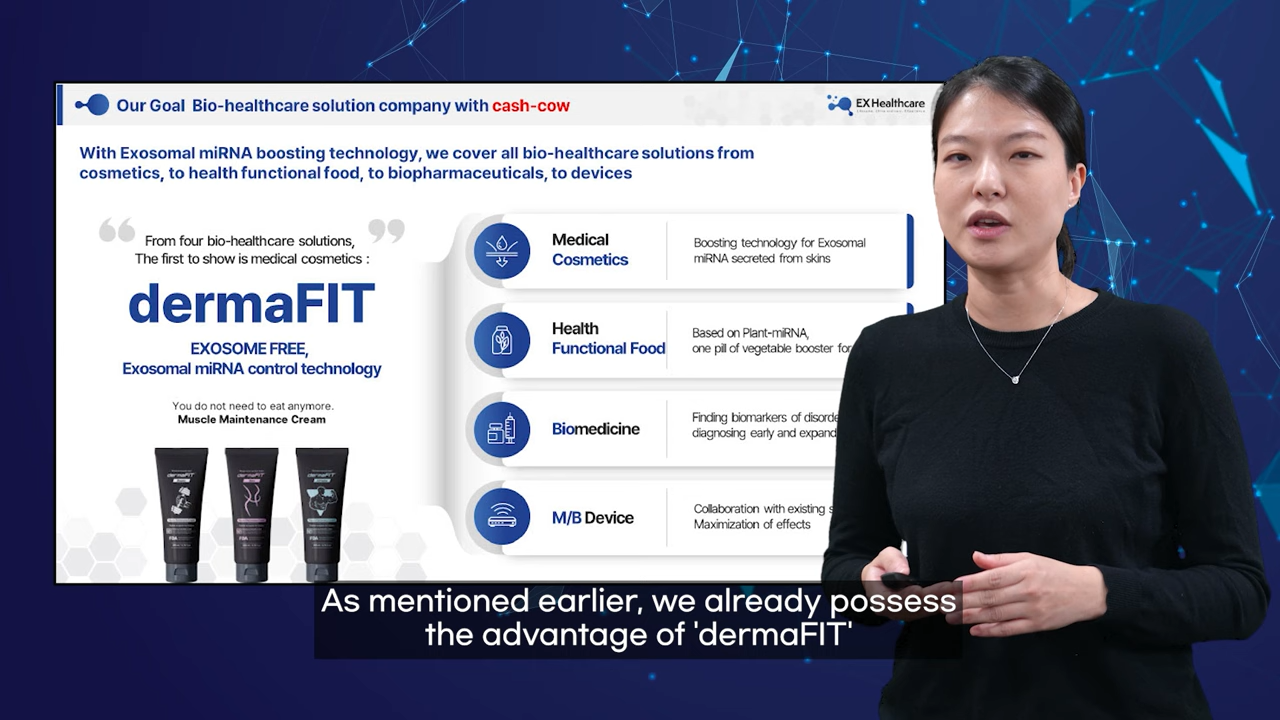 Our Goal Bio-healthcare solution company with cash-cow
EXHealthcare
With Exosomal miRNA boosting technology, we cover all bio-healthcare solutions from
cosmetics, to health functional food, to biopharmaceuticals, to devices
“ From four bio-healthcare solutions, ”
The first to show is medical cosmetics :
dermaFIT
EXOSOME FREE,
Exosomal miRNA control technology
You do not need to eat anymore.
Muscle Maintenance Cream
dermaFIT
dermaFIT
dermaFIT
Medical
Cosmetics
Boosting technology for Exosomal
miRNA secreted from skins
Health
Functional Food
Based on Plant-miRNA,
one pill of vegetable booster for
Biomedicine
Finding biomarkers of disorde
diagnosing early and expand
M/B Device
Collaboration with existing s
Maximization of effects
As mentioned earlier, we already possess
the advantage of 'dermaFIT'